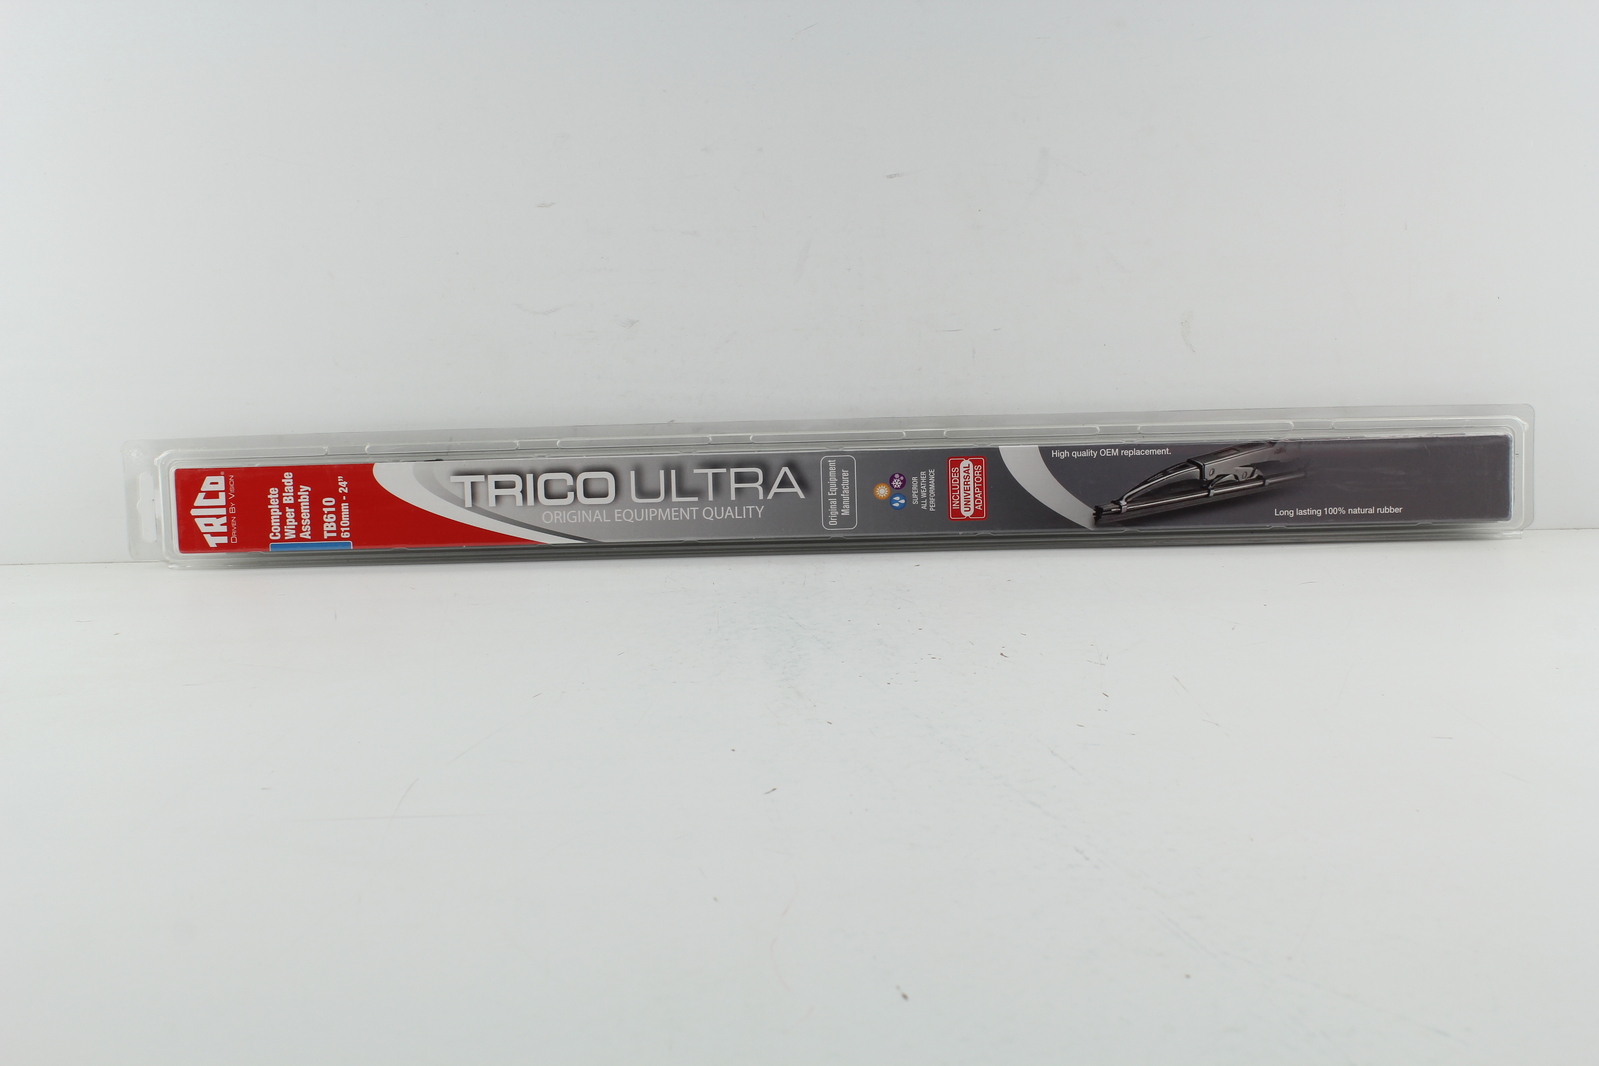 TRICO
DRIVEN BY VISION
Complete
Wiper Blade
Assembly
TB610
610mm - 24"
TRICO ULTRA
ORIGINAL EQUIPMENT QUALITY
Original Equipment
Manufacturer
SUPERIOR
ALL WEATHER
PERFORMANCE
INCLUDES
UNIVERSAL
ADAPTORS
High quality OEM replacement.
Long lasting 100% natural rubber